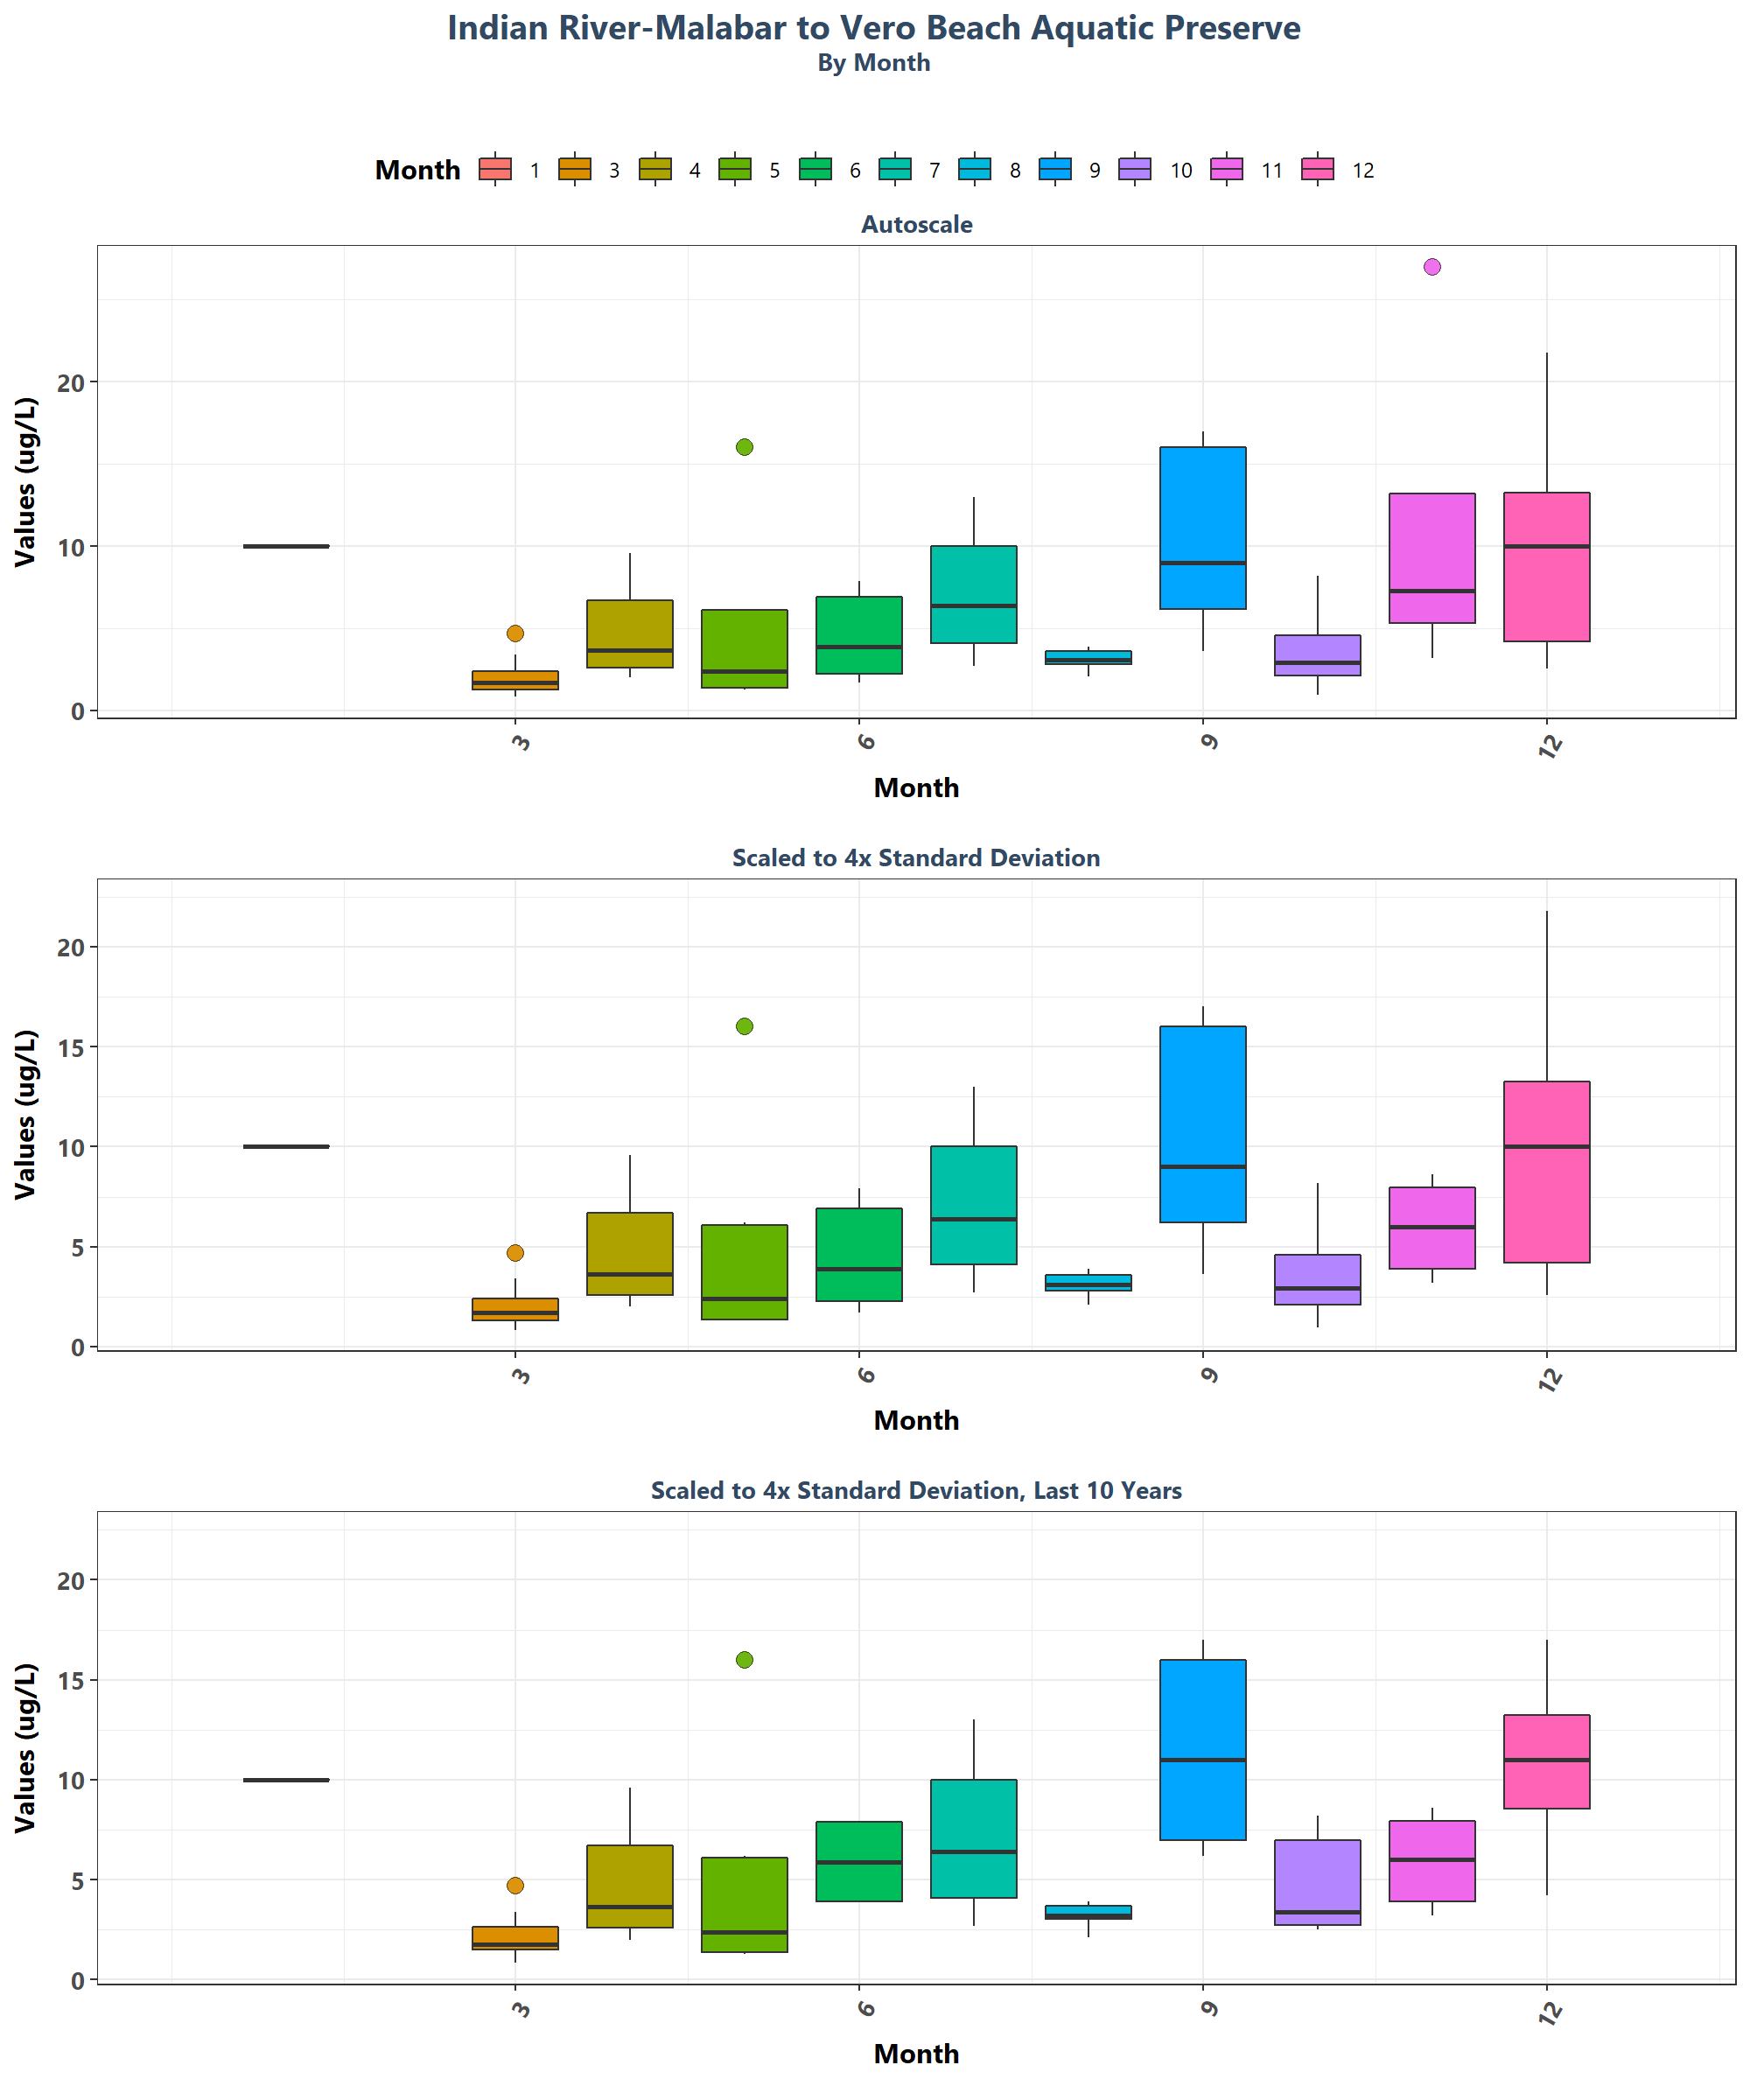 Indian River-Malabar to Vero Beach Aquatic Preserve
By Month
Month 1 3 4 5 6 7 8 9 10 11 12
Autoscale
Values (ug/L)
20
10
0
3 6 9 12
Month
Scaled to 4x Standard Deviation
Values (ug/L)
20
15
10
5
0
3 6 9 12
Month
Scaled to 4x Standard Deviation, Last 10 Years
Values (ug/L)
20
15
10
5
0
3 6 9 12
Month